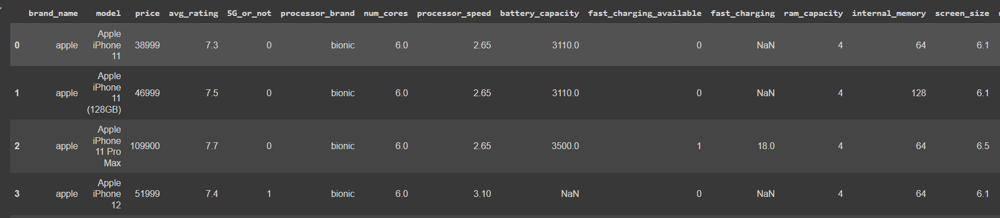 brand_name model price avg_rating 5G_or_not processor_brand num_cores processor_speed battery_capacity fast_charging_available fast_charging ram_capacity internal_memory screen_size
0 apple Apple iPhone 11 38999 7.3 0 bionic 6.0 2.65 3110.0 0 NaN 4 64 6.1
1 apple Apple iPhone 11 (128GB) 46999 7.5 0 bionic 6.0 2.65 3110.0 0 NaN 4 128 6.1
2 apple Apple iPhone 11 Pro Max 109900 7.7 0 bionic 6.0 2.65 3500.0 1 18.0 4 64 6.5
3 apple Apple iPhone 12 51999 7.4 1 bionic 6.0 3.10 NaN 0 NaN 4 64 6.1